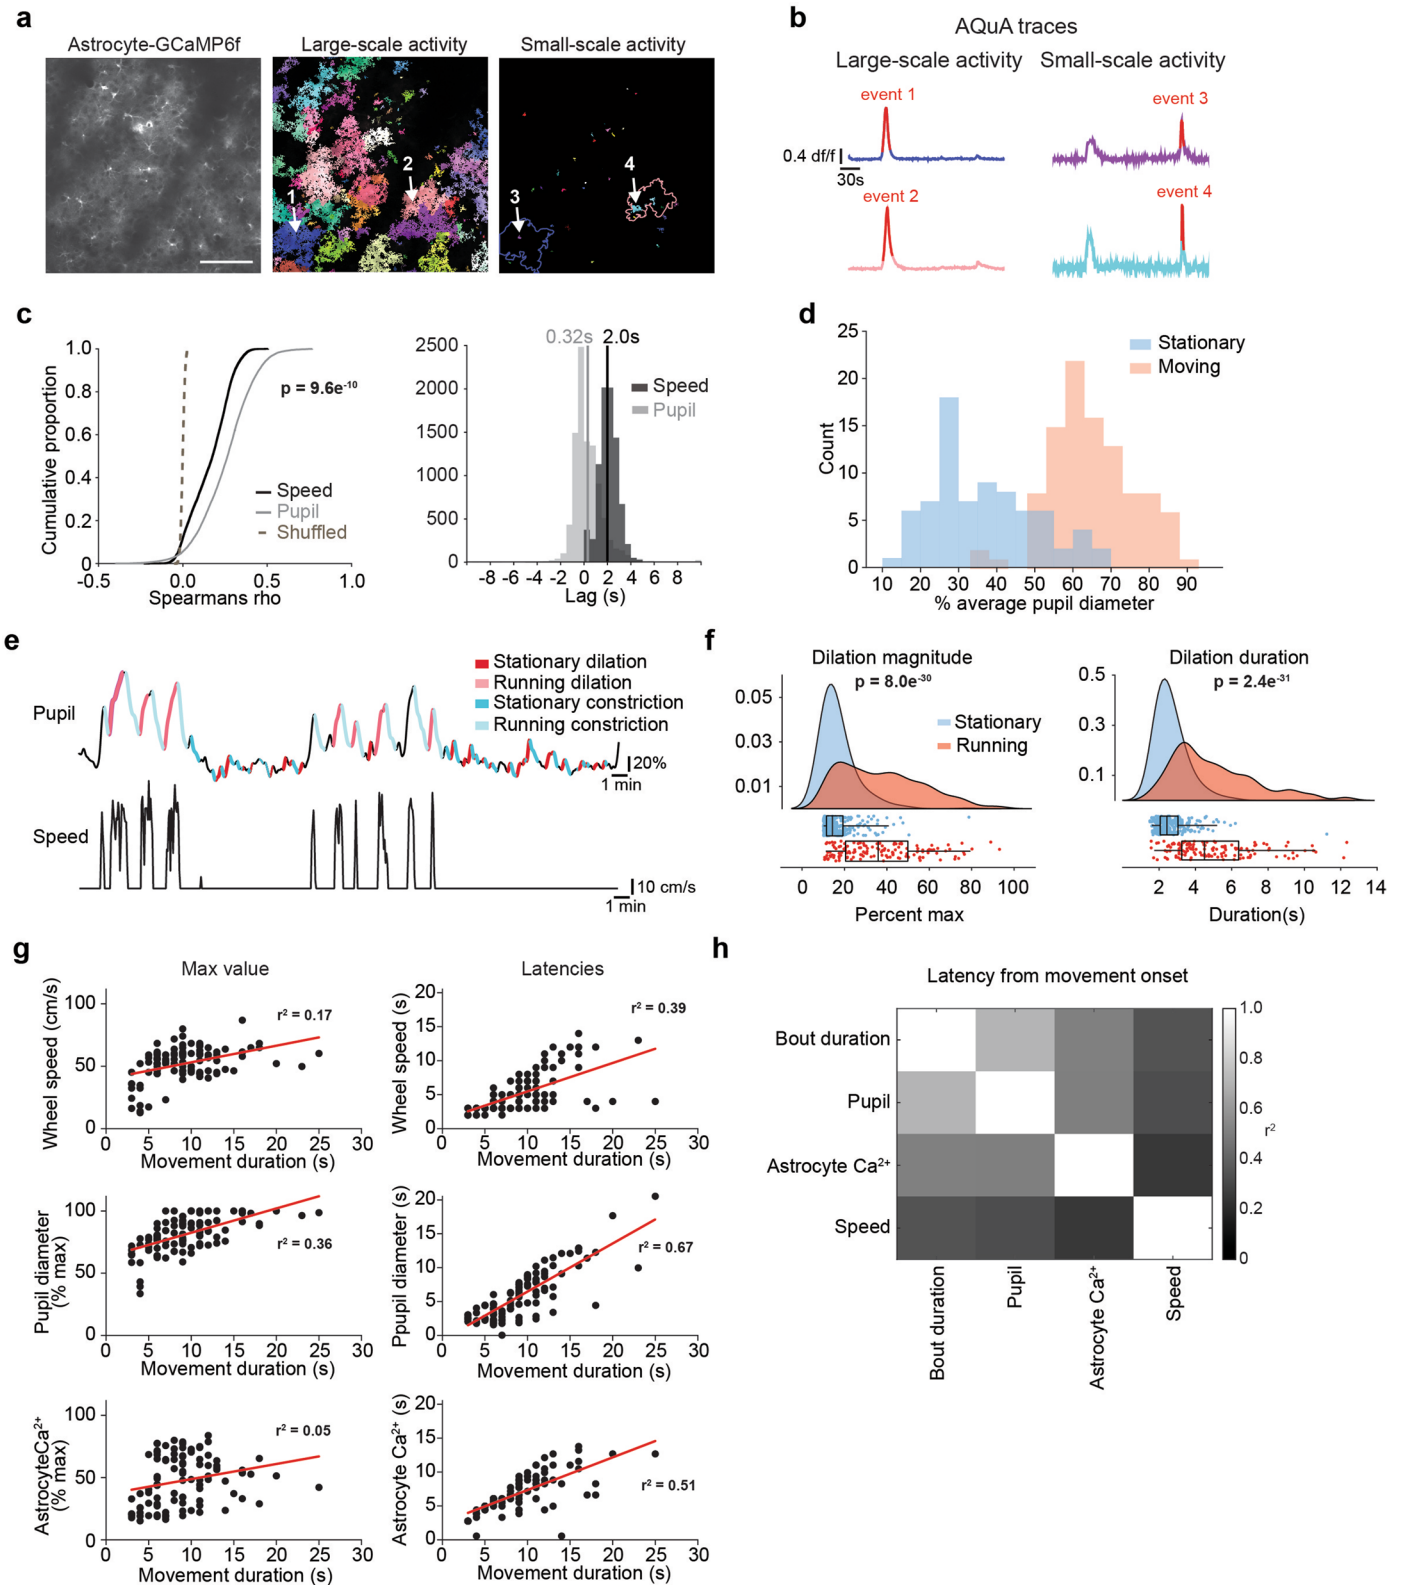 a
Astrocyte-GCaMP6f
Large-scale activity
Small-scale activity
1
2
3
4
b
AQuA traces
Large-scale activity
Small-scale activity
event 1
event 3
0.4 df/f
30s
event 2
event 4
c
Cumulative proportion
1.0
0.8
0.6
0.4
0.2
0
p = 9.6e-10
Speed
Pupil
Shuffled
-0.5
0.0
0.5
1.0
Spearmans rho
0.32s
2.0s
2500
2000
1500
1000
500
0
Speed
Pupil
-8 -6 -4 -2 0 2 4 6 8
Lag (s)
d
Count
25
20
15
10
5
0
Stationary
Moving
10 20 30 40 50 60 70 80 90
% average pupil diameter
e
Stationary dilation
Running dilation
Stationary constriction
Running constriction
Pupil
20%
1 min
Speed
10 cm/s
1 min
f
Dilation magnitude
p = 8.0e-30
0.05
0.03
0.01
Stationary
Running
0 20 40 60 80 100
Percent max
Dilation duration
p = 2.4e-31
0.5
0.3
0.1
2 4 6 8 10 12 14
Duration(s)
g
Max value
Latencies
Wheel speed (cm/s)
100
50
0
r² = 0.17
0 5 10 15 20 25 30
Movement duration (s)
Wheel speed (s)
20
15
10
5
0
r² = 0.39
0 5 10 15 20 25 30
Movement duration (s)
Pupil diameter
(% max)
100
50
0
r² = 0.36
0 5 10 15 20 25 30
Movement duration (s)
Ppupil diameter (s)
20
15
10
5
0
r² = 0.67
0 5 10 15 20 25 30
Movement duration (s)
AstrocyteCa²⁺
(% max)
100
50
0
r² = 0.05
0 5 10 15 20 25 30
Movement duration (s)
Astrocyte Ca²⁺ (s)
20
15
10
5
0
r² = 0.51
0 5 10 15 20 25 30
Movement duration (s)
h
Latency from movement onset
Bout duration
Pupil
Astrocyte Ca²⁺
Speed
Bout duration
Pupil
Astrocyte Ca²⁺
Speed
1.0
0.8
0.6
0.4
0.2
0
r²